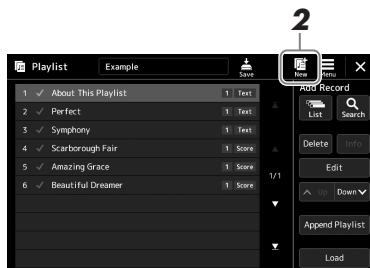 2
Playlist Example Save New Menu
Add Record
1 About This Playlist 1 Text
2 Perfect 1 Text
3 Symphony 1 Text
4 Scarborough Fair 1 Score
5 Amazing Grace 1 Score
6 Beautiful Dreamer 1 Score
1/1
List Search
Delete Info
Edit
Up Down
Append Playlist
Load